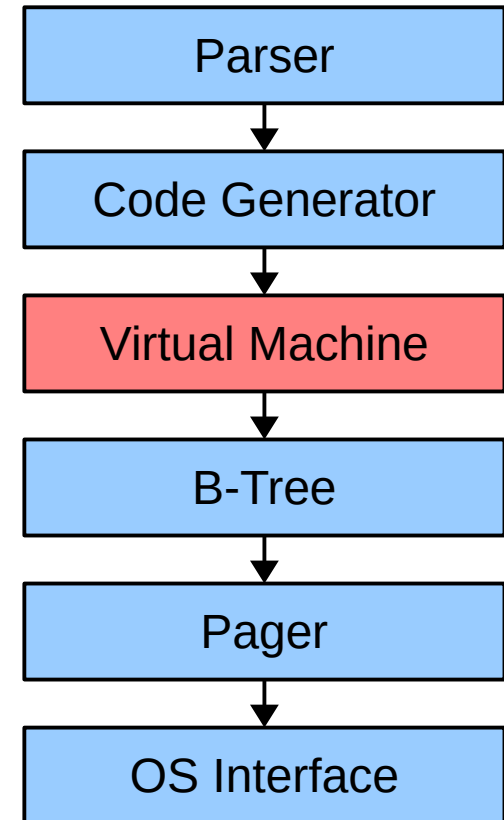 Parser
Code Generator
Virtual Machine
B-Tree
Pager
OS Interface